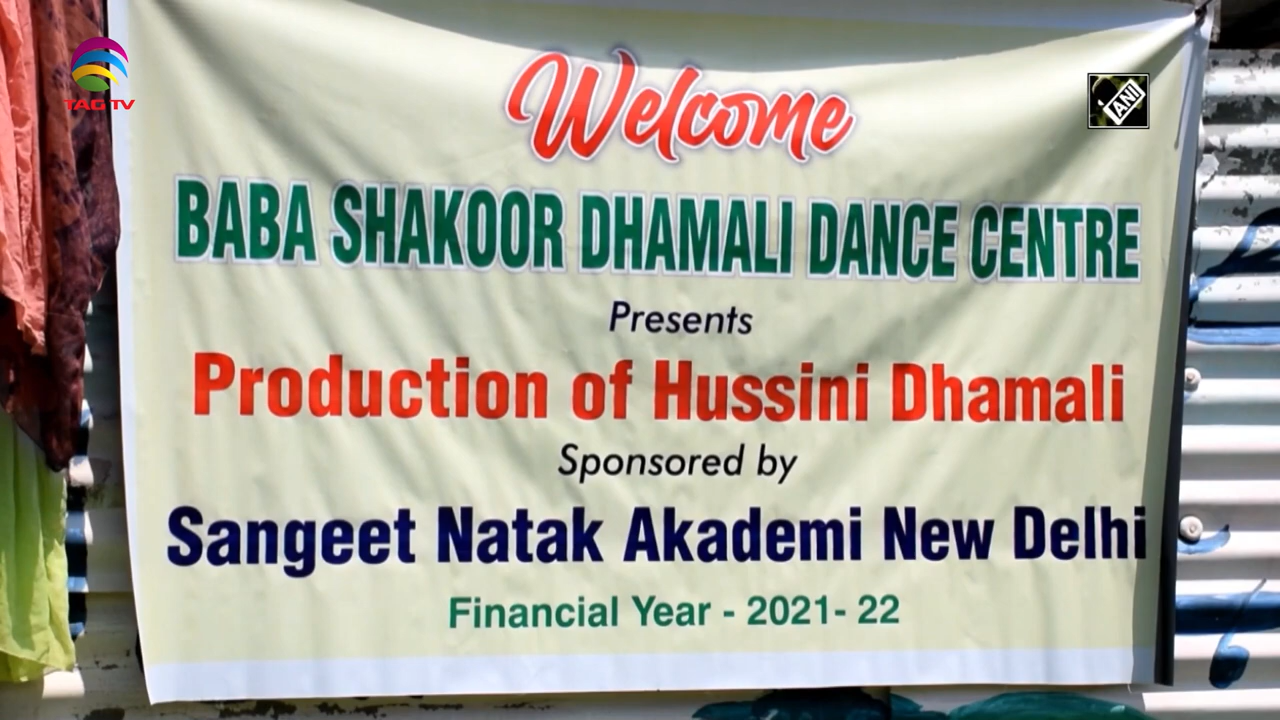 TAG TV
ANI
Welcome
BABA SHAKOOR DHAMALI DANCE CENTRE
Presents
Production of Hussini Dhamali
Sponsored by
Sangeet Natak Akademi New Delhi
Financial Year - 2021- 22